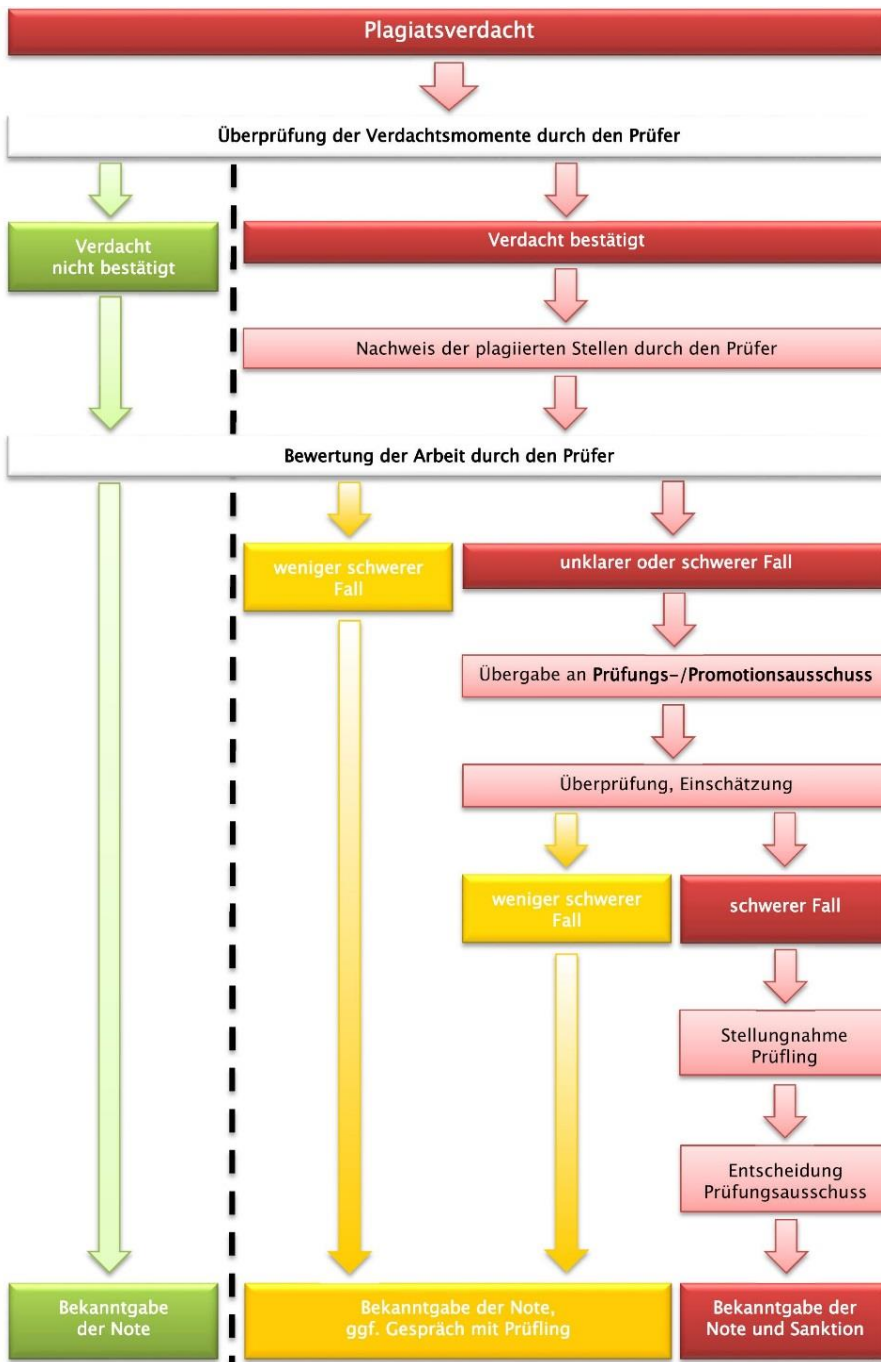 Plagiatsverdacht
Überprüfung der Verdachtsmomente durch den Prüfer
Verdacht
nicht bestätigt
Verdacht bestätigt
Nachweis der plagiierten Stellen durch den Prüfer
Bewertung der Arbeit durch den Prüfer
weniger schwerer
Fall
unklarer oder schwerer Fall
Übergabe an Prüfungs-/Promotionsausschuss
Überprüfung, Einschätzung
weniger schwerer
Fall
schwerer Fall
Stellungnahme
Prüfling
Entscheidung
Prüfungsausschuss
Bekanntgabe
der Note
Bekanntgabe der Note,
ggf. Gespräch mit Prüfling
Bekanntgabe der
Note und Sanktion